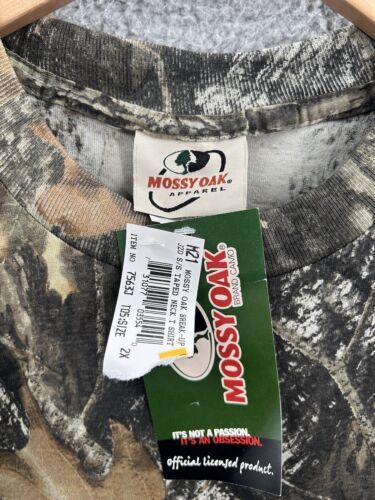 MOSSY OAK®
APPAREL
M21 MOSSY OAK BREAK-UP
S/S TAPED NECK T SHIRT
ITEM NO 75630 TDS-SIZE 2X
MOSSY OAK®
BRAND CAMO
IT'S NOT A PASSION.
IT'S AN OBSESSION.
Official licensed product.